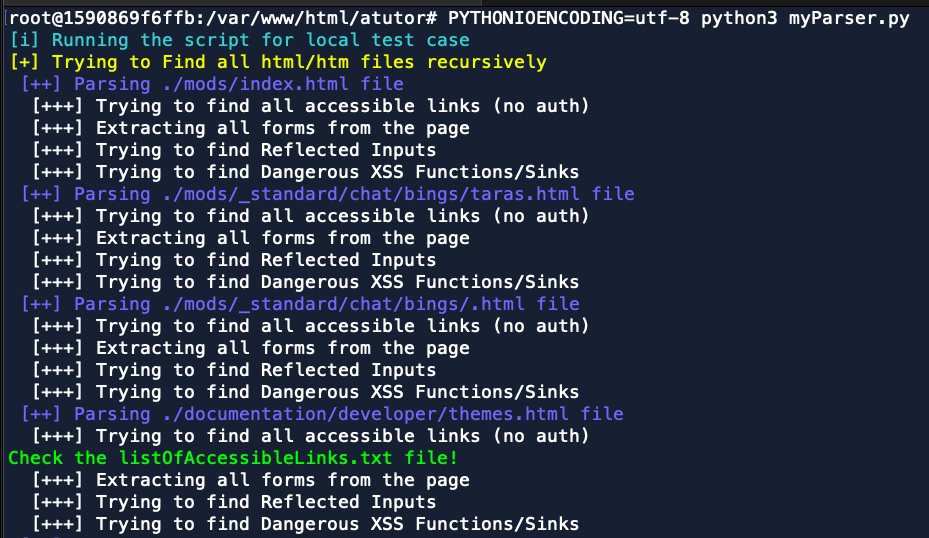 root@1590869f6ffb:/var/www/html/atutor# PYTHONIOENCODING=utf-8 python3 myParser.py
[i] Running the script for local test case
[+] Trying to Find all html/htm files recursively
[++] Parsing ./mods/index.html file
[+++] Trying to find all accessible links (no auth)
[+++] Extracting all forms from the page
[+++] Trying to find Reflected Inputs
[+++] Trying to find Dangerous XSS Functions/Sinks
[++] Parsing ./mods/_standard/chat/bings/taras.html file
[+++] Trying to find all accessible links (no auth)
[+++] Extracting all forms from the page
[+++] Trying to find Reflected Inputs
[+++] Trying to find Dangerous XSS Functions/Sinks
[++] Parsing ./mods/_standard/chat/bings/.html file
[+++] Trying to find all accessible links (no auth)
[+++] Extracting all forms from the page
[+++] Trying to find Reflected Inputs
[+++] Trying to find Dangerous XSS Functions/Sinks
[++] Parsing ./documentation/developer/themes.html file
[+++] Trying to find all accessible links (no auth)
Check the listOfAccessibleLinks.txt file!
[+++] Extracting all forms from the page
[+++] Trying to find Reflected Inputs
[+++] Trying to find Dangerous XSS Functions/Sinks